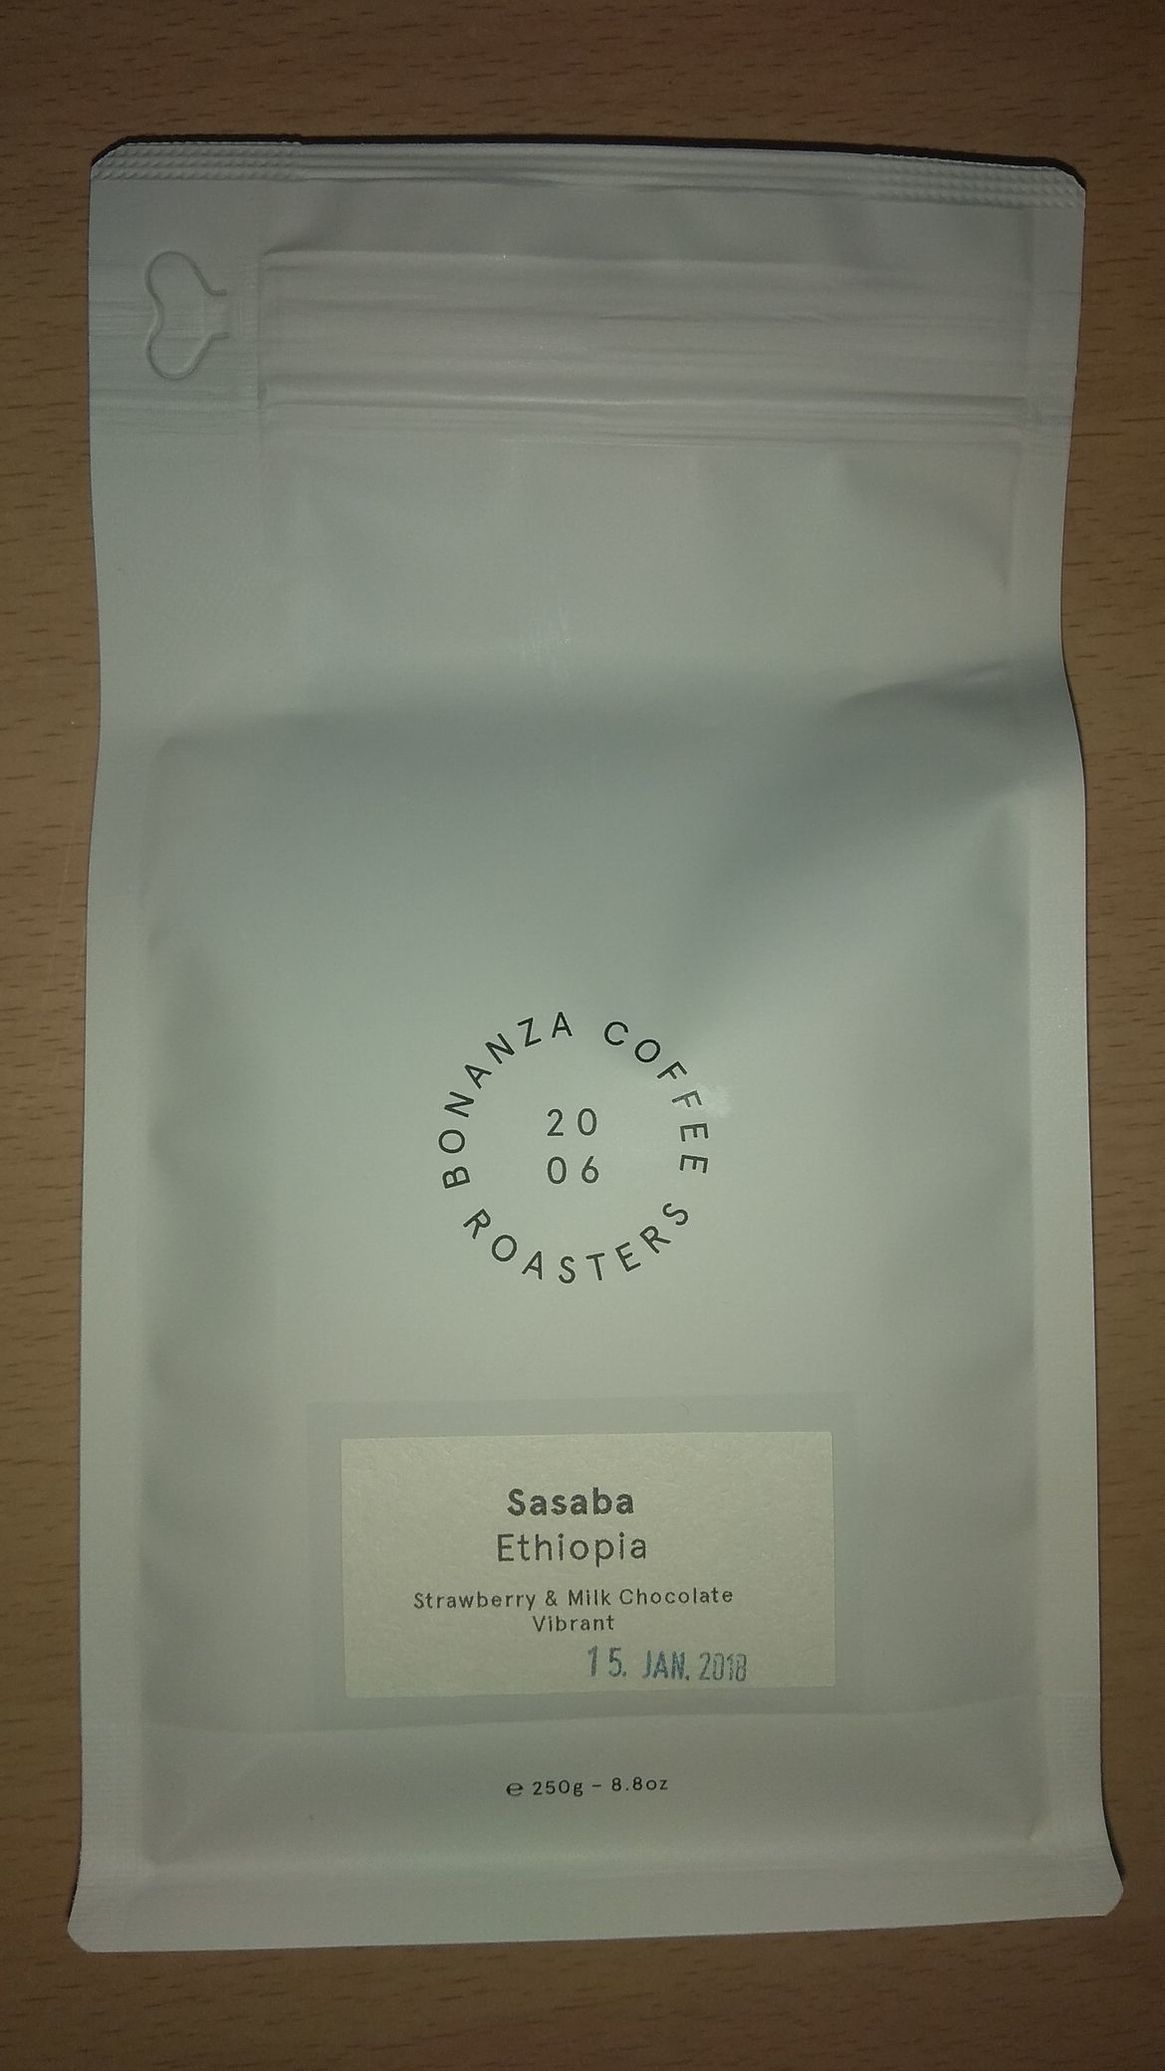 BONANZA COFFEE ROASTERS
20
06
Sasaba
Ethiopia
Strawberry & Milk Chocolate
Vibrant
15. JAN. 2018
℮ 250g – 8.8oz